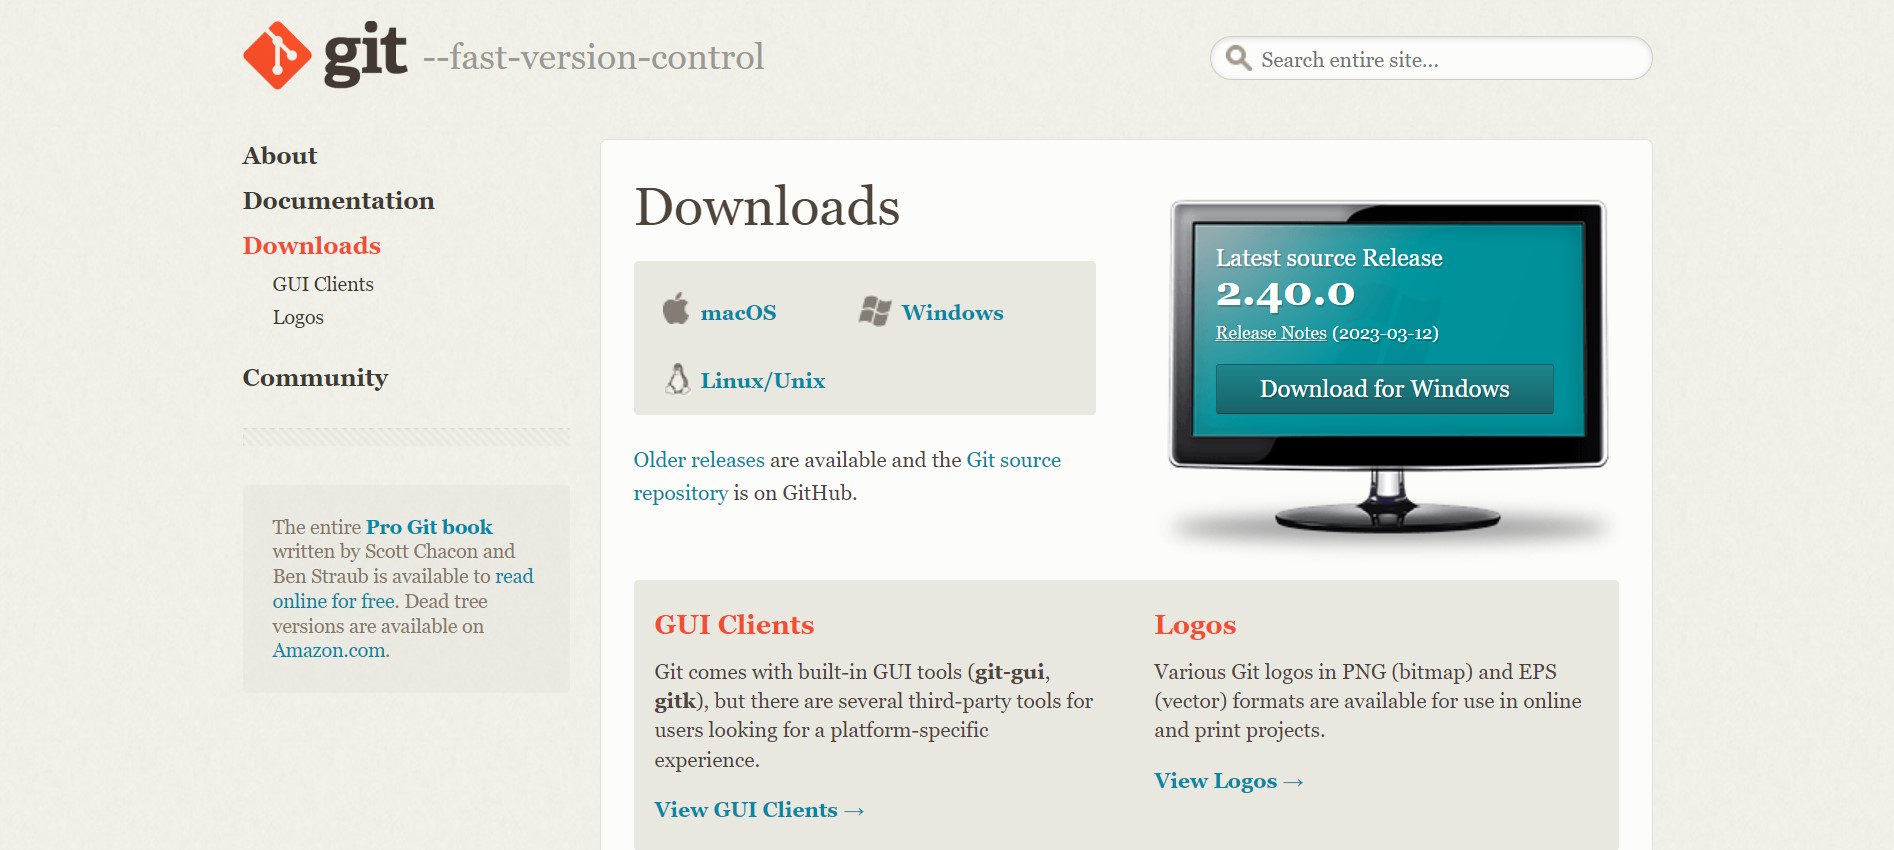 git --fast-version-control
Search entire site...
About
Documentation
Downloads
GUI Clients
Logos
Community
The entire Pro Git book
written by Scott Chacon and
Ben Straub is available to read
online for free. Dead tree
versions are available on
Amazon.com.
Downloads
macOS
Windows
Linux/Unix
Older releases are available and the Git source
repository is on GitHub.
Latest source Release
2.40.0
Release Notes (2023-03-12)
Download for Windows
GUI Clients
Git comes with built-in GUI tools (git-gui,
gitk), but there are several third-party tools for
users looking for a platform-specific
experience.
View GUI Clients →
Logos
Various Git logos in PNG (bitmap) and EPS
(vector) formats are available for use in online
and print projects.
View Logos →